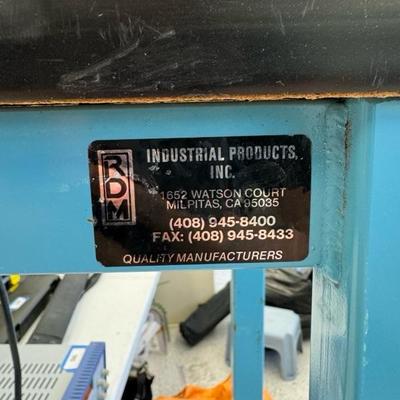 RDM
INDUSTRIAL PRODUCTS,
INC.
1652 WATSON COURT
MILPITAS, CA 95035
(408) 945-8400
FAX: (408) 945-8433
QUALITY MANUFACTURERS